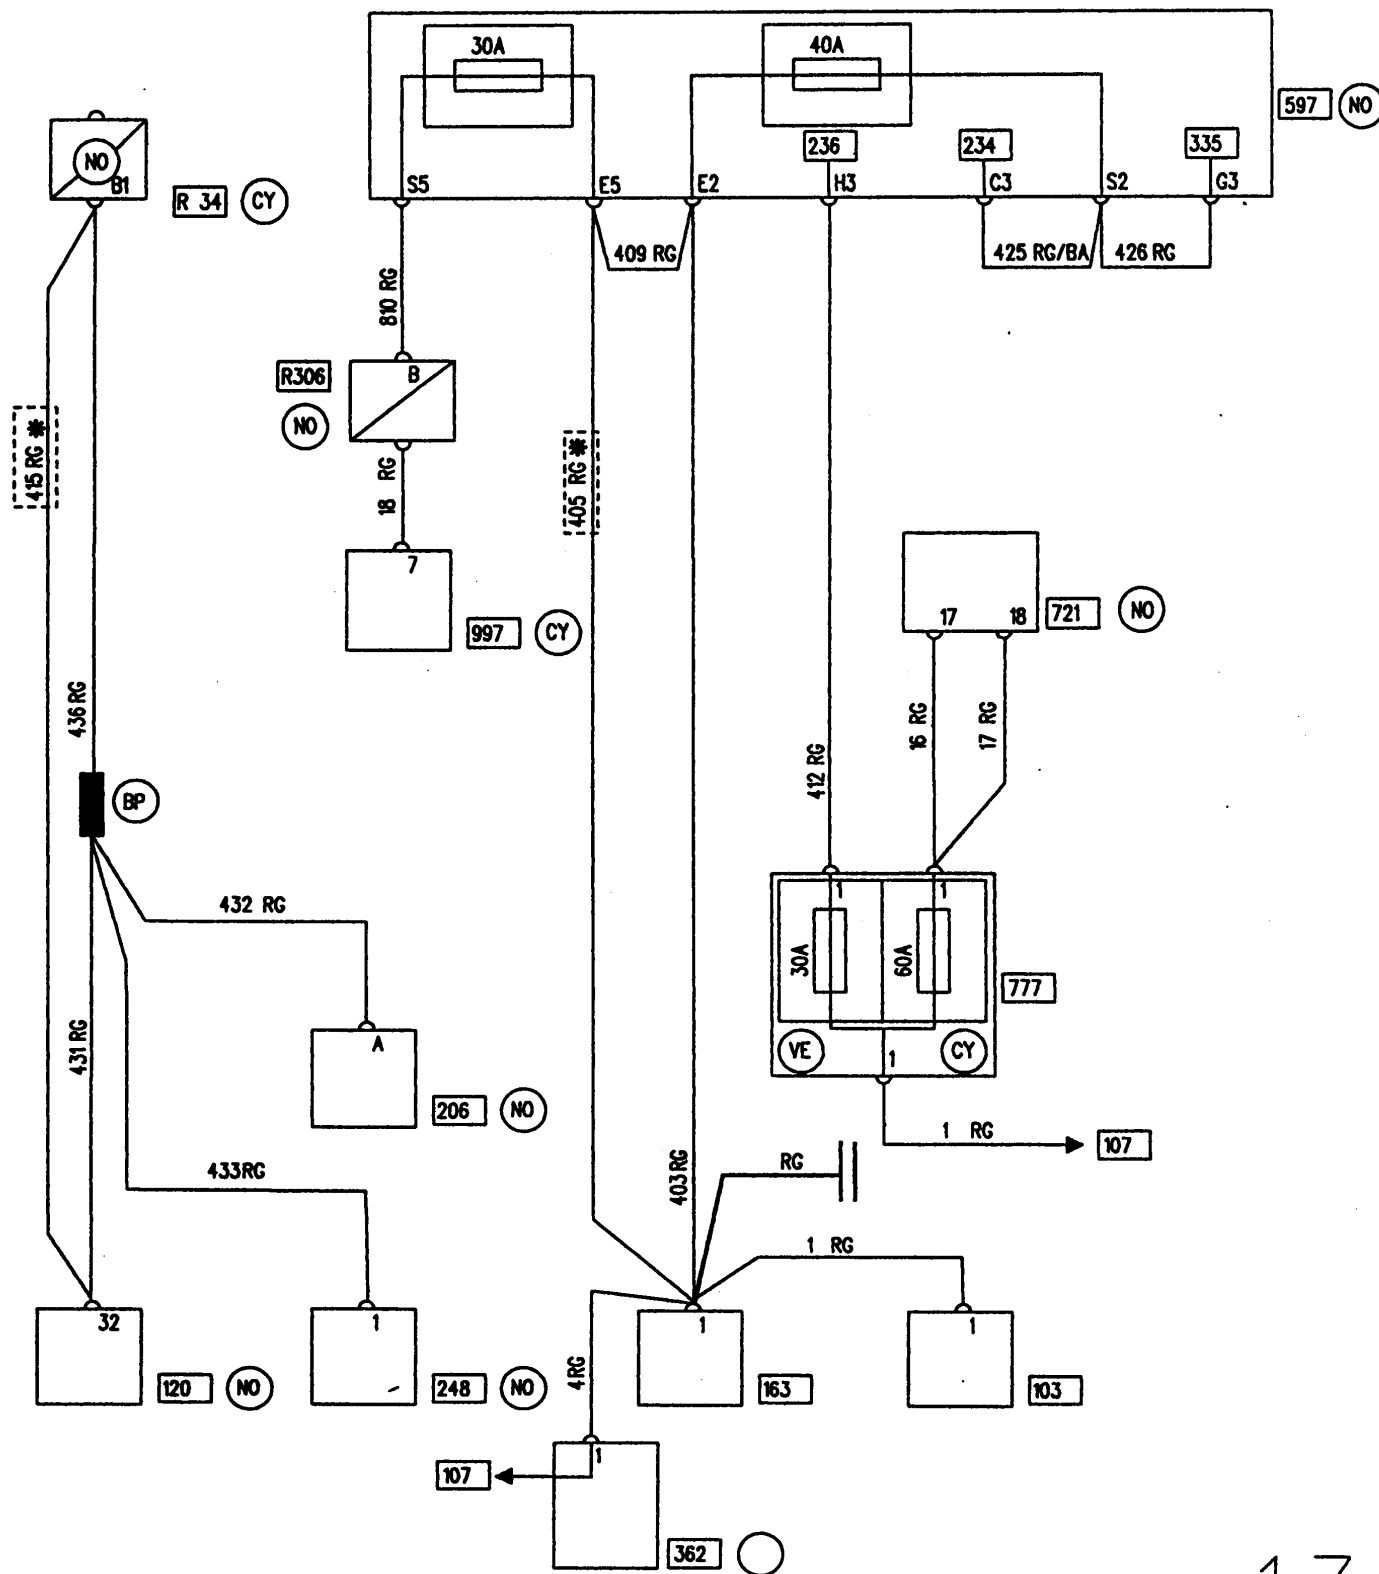 30A
40A
597 NO
236
234
335
NO
B1
S5
E5
E2
H3
C3
S2
G3
R 34 CY
409 RG
425 RG/BA
426 RG
810 RG
R306
B
NO
415 RG *
405 RG *
18 RG
7
997 CY
17
18
721 NO
436 RG
16 RG
17 RG
412 RG
BP
1
1
432 RG
30A
60A
777
431 RG
A
VE
1
CY
206 NO
1 RG
107
433RG
403 RG
RG
1 RG
32
1
1
1
4RG
120 NO
248 NO
163
103
1
107
362
17